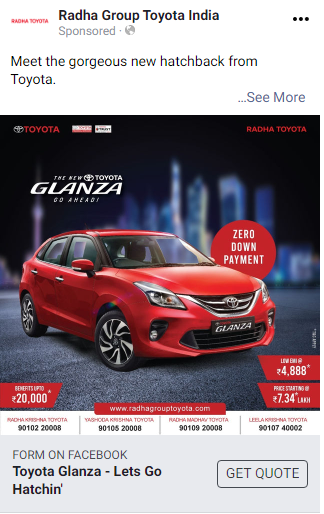 RADHA TOYOTA
Radha Group Toyota India
Sponsored ·
Meet the gorgeous new hatchback from
Toyota.
...See More
TOYOTA
RADHA TOYOTA
THE NEW TOYOTA
GLANZA
GO AHEAD!
ZERO
DOWN
PAYMENT
GLANZA
LOW EMI @
₹4,888*
BENEFITS UPTO
₹20,000*
PRICE STARTING @
₹7.34* LAKH
www.radhagrouptoyota.com
RADHA KRISHNA TOYOTA
90102 20008
YASHODA KRISHNA TOYOTA
90105 20008
RADHA MADHAV TOYOTA
90109 20008
LEELA KRISHNA TOYOTA
90107 40002
FORM ON FACEBOOK
Toyota Glanza - Lets Go
Hatchin'
GET QUOTE